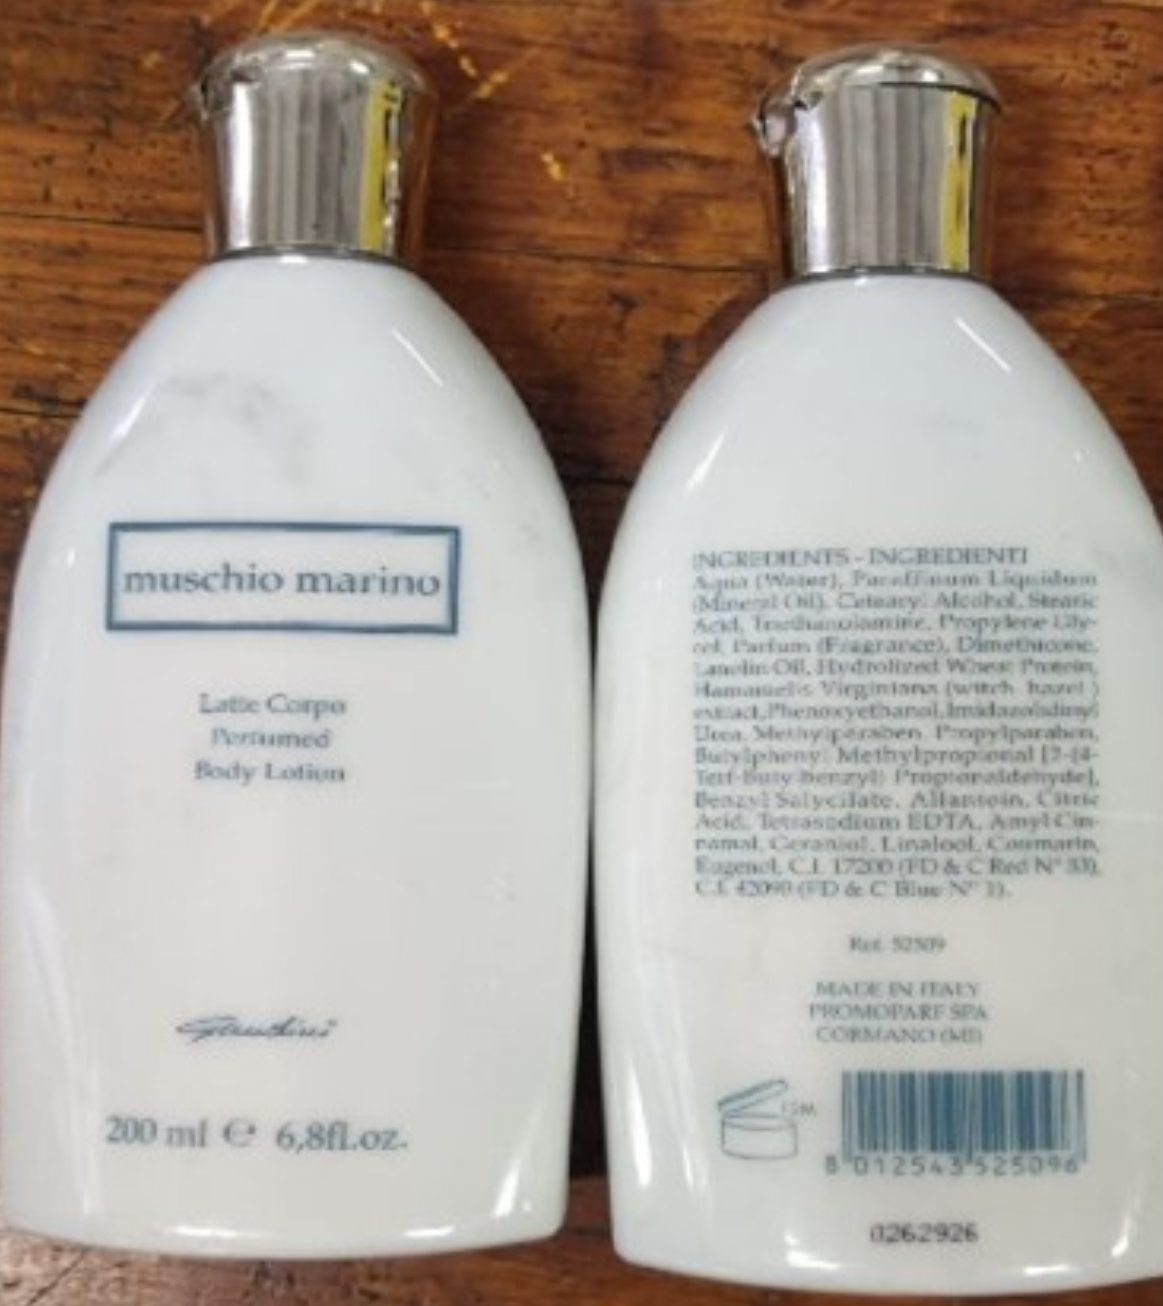 muschio marino
Latte Corpo
Perfumed
Body Lotion
200 ml e 6,8fl.oz.
INGREDIENTS - INGREDIENTI
Aqua (Water), Paraffinum Liquidum
(Mineral Oil), Cetearyl Alcohol, Stearic
Acid, Triethanolamine, Propylene Gly-
col, Parfum (Fragrance), Dimethicone,
Lanolin Oil, Hydrolized Wheat Protein,
Hamamelis Virginiana (witch hazel)
extract, Phenoxyethanol, Imidazolidinyl
Urea, Methylparaben, Propylparaben,
Butylphenyl Methylpropional [2-(4-
Tert-Butylbenzyl) Propionaldehyde],
Benzyl Salycilate, Allantoin, Citric
Acid, Tetrasodium EDTA, Amyl Cin-
namal, Geraniol, Linalool, Coumarin,
Eugenol, C.I. 17200 (FD & C Red N° 33),
C.I. 42090 (FD & C Blue N° 1).
Ref. 52509
MADE IN ITALY
PROMOPARF SPA
CORMANO (MI)
12M
8 012543 525096
0262926